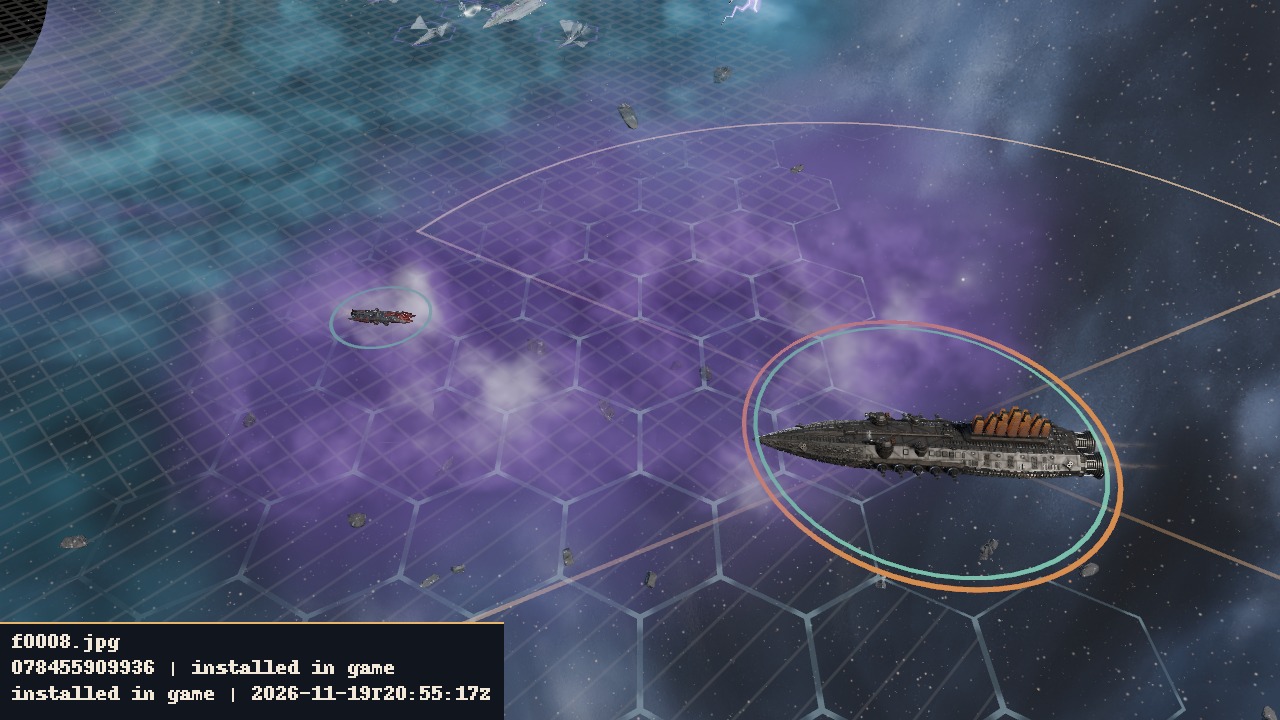 f0008.jpg
078455909936 | installed in game
installed in game | 2026-11-19T20:55:17Z